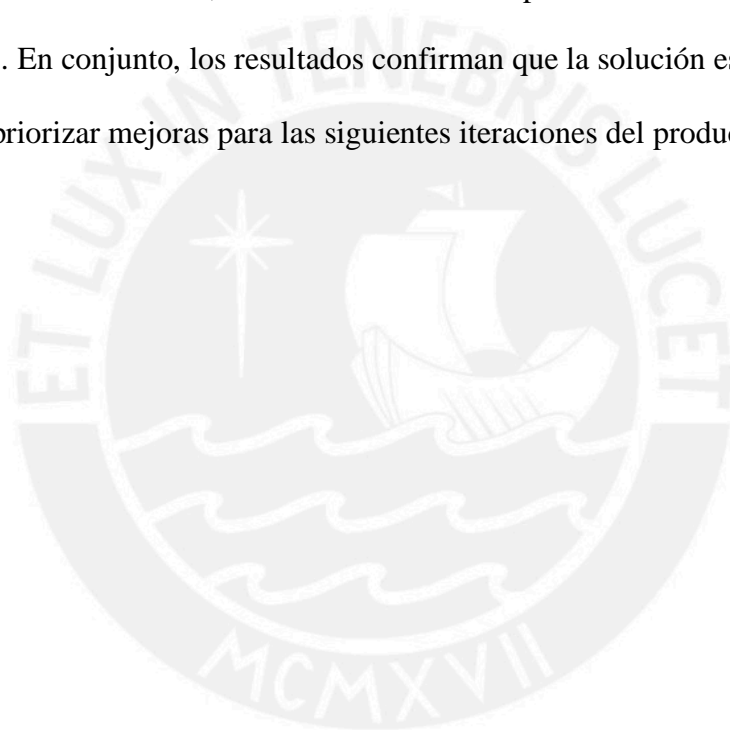 . En conjunto, los resultados confirman que la solución es
priorizar mejoras para las siguientes iteraciones del produc
ET LUX IN TENEBRIS LUCET
MCMXVII